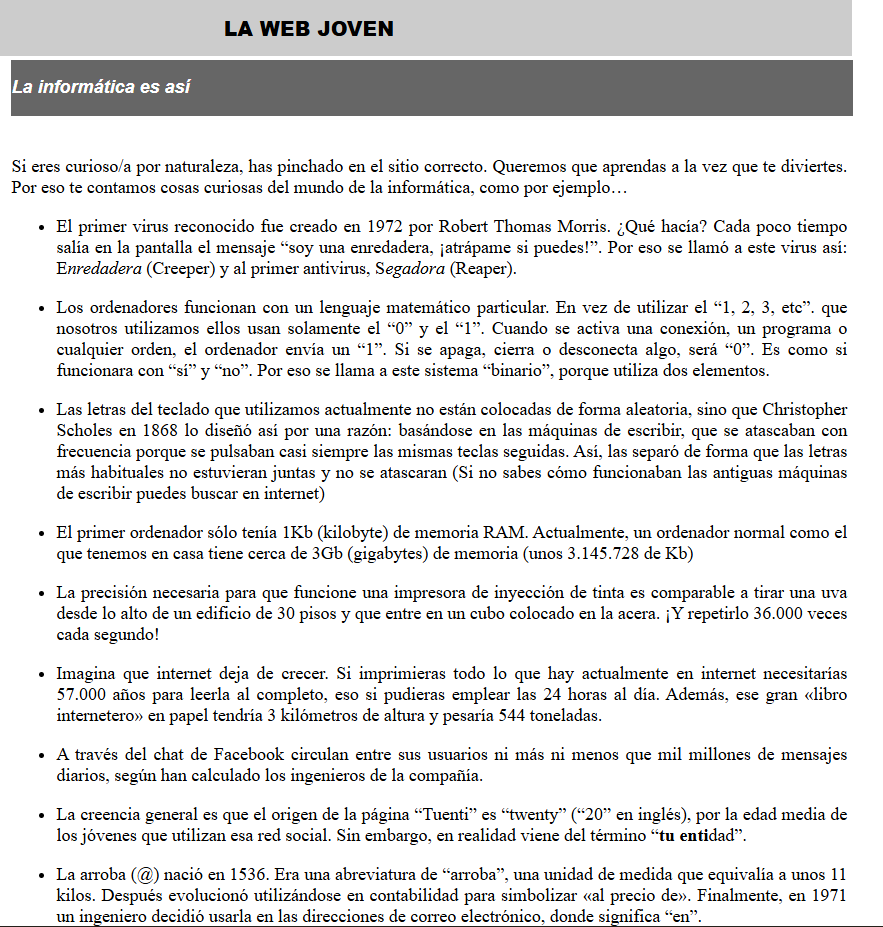 LA WEB JOVEN
La informática es así
Si eres curioso/a por naturaleza, has pinchado en el sitio correcto. Queremos que aprendas a la vez que te diviertes.
Por eso te contamos cosas curiosas del mundo de la informática, como por ejemplo…
• El primer virus reconocido fue creado en 1972 por Robert Thomas Morris. ¿Qué hacía? Cada poco tiempo
salía en la pantalla el mensaje “soy una enredadera, ¡atrápame si puedes!”. Por eso se llamó a este virus así:
Enredadera (Creeper) y al primer antivirus, Segadora (Reaper).
• Los ordenadores funcionan con un lenguaje matemático particular. En vez de utilizar el “1, 2, 3, etc”. que
nosotros utilizamos ellos usan solamente el “0” y el “1”. Cuando se activa una conexión, un programa o
cualquier orden, el ordenador envía un “1”. Si se apaga, cierra o desconecta algo, será “0”. Es como si
funcionara con “sí” y “no”. Por eso se llama a este sistema “binario”, porque utiliza dos elementos.
• Las letras del teclado que utilizamos actualmente no están colocadas de forma aleatoria, sino que Christopher
Scholes en 1868 lo diseñó así por una razón: basándose en las máquinas de escribir, que se atascaban con
frecuencia porque se pulsaban casi siempre las mismas teclas seguidas. Así, las separó de forma que las letras
más habituales no estuvieran juntas y no se atascaran (Si no sabes cómo funcionaban las antiguas máquinas
de escribir puedes buscar en internet)
• El primer ordenador sólo tenía 1Kb (kilobyte) de memoria RAM. Actualmente, un ordenador normal como el
que tenemos en casa tiene cerca de 3Gb (gigabytes) de memoria (unos 3.145.728 de Kb)
• La precisión necesaria para que funcione una impresora de inyección de tinta es comparable a tirar una uva
desde lo alto de un edificio de 30 pisos y que entre en un cubo colocado en la acera. ¡Y repetirlo 36.000 veces
cada segundo!
• Imagina que internet deja de crecer. Si imprimieras todo lo que hay actualmente en internet necesitarías
57.000 años para leerla al completo, eso si pudieras emplear las 24 horas al día. Además, ese gran «libro
internetero» en papel tendría 3 kilómetros de altura y pesaría 544 toneladas.
• A través del chat de Facebook circulan entre sus usuarios ni más ni menos que mil millones de mensajes
diarios, según han calculado los ingenieros de la compañía.
• La creencia general es que el origen de la página “Tuenti” es “twenty” (“20” en inglés), por la edad media de
los jóvenes que utilizan esa red social. Sin embargo, en realidad viene del término “tu entidad”.
• La arroba (@) nació en 1536. Era una abreviatura de “arroba”, una unidad de medida que equivalía a unos 11
kilos. Después evolucionó utilizándose en contabilidad para simbolizar «al precio de». Finalmente, en 1971
un ingeniero decidió usarla en las direcciones de correo electrónico, donde significa “en”.